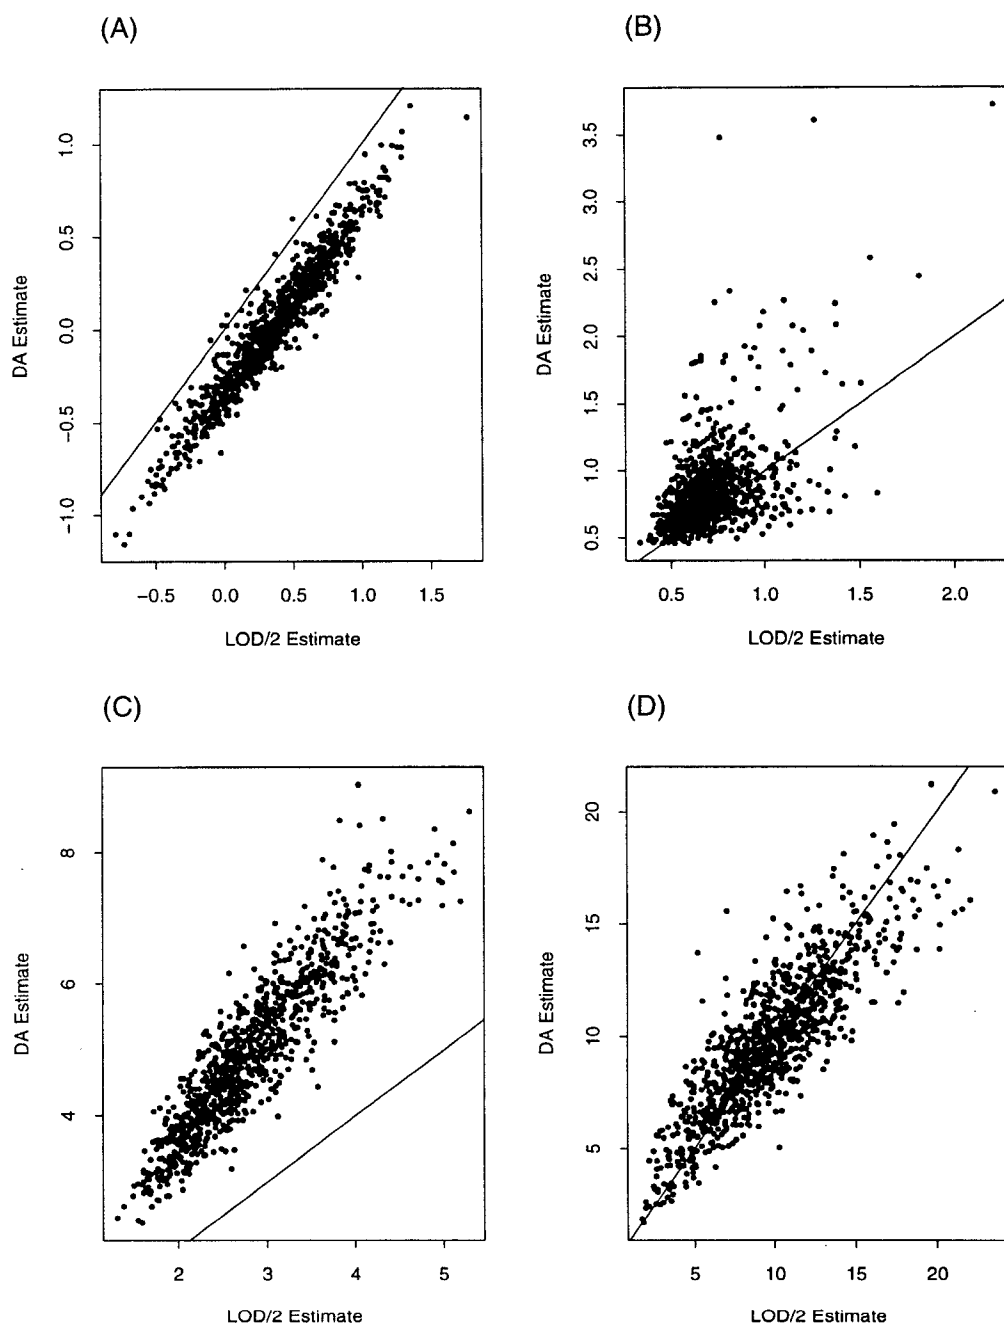 (A)
1.0
0.5
0.0
−0.5
−1.0
DA Estimate
−0.5 0.0 0.5 1.0 1.5
LOD/2 Estimate
(B)
3.5
3.0
2.5
2.0
1.5
1.0
0.5
DA Estimate
0.5 1.0 1.5 2.0
LOD/2 Estimate
(C)
8
6
4
DA Estimate
2 3 4 5
LOD/2 Estimate
(D)
20
15
10
5
DA Estimate
5 10 15 20
LOD/2 Estimate